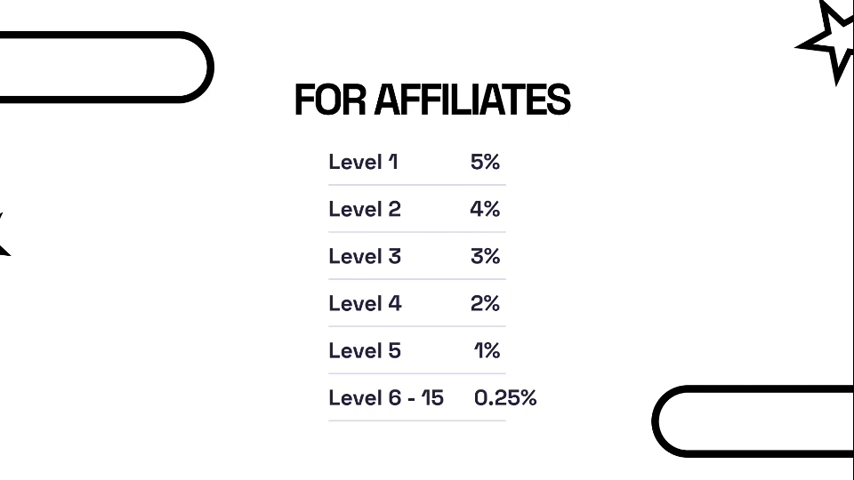 FOR AFFILIATES
Level 1 5%
Level 2 4%
Level 3 3%
Level 4 2%
Level 5 1%
Level 6 - 15 0.25%